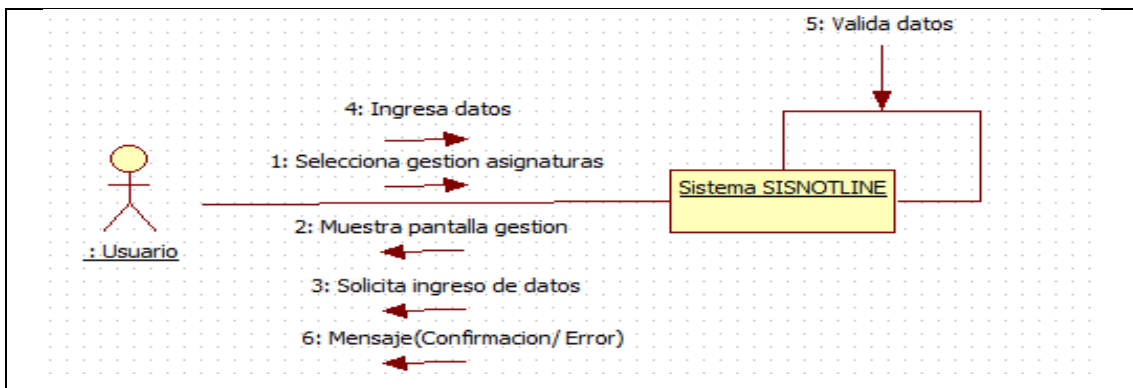 5: Valida datos
4: Ingresa datos
1: Selecciona gestion asignaturas
Sistema SISNOTLINE
2: Muestra pantalla gestion
: Usuario
3: Solicita ingreso de datos
6: Mensaje(Confirmacion/ Error)